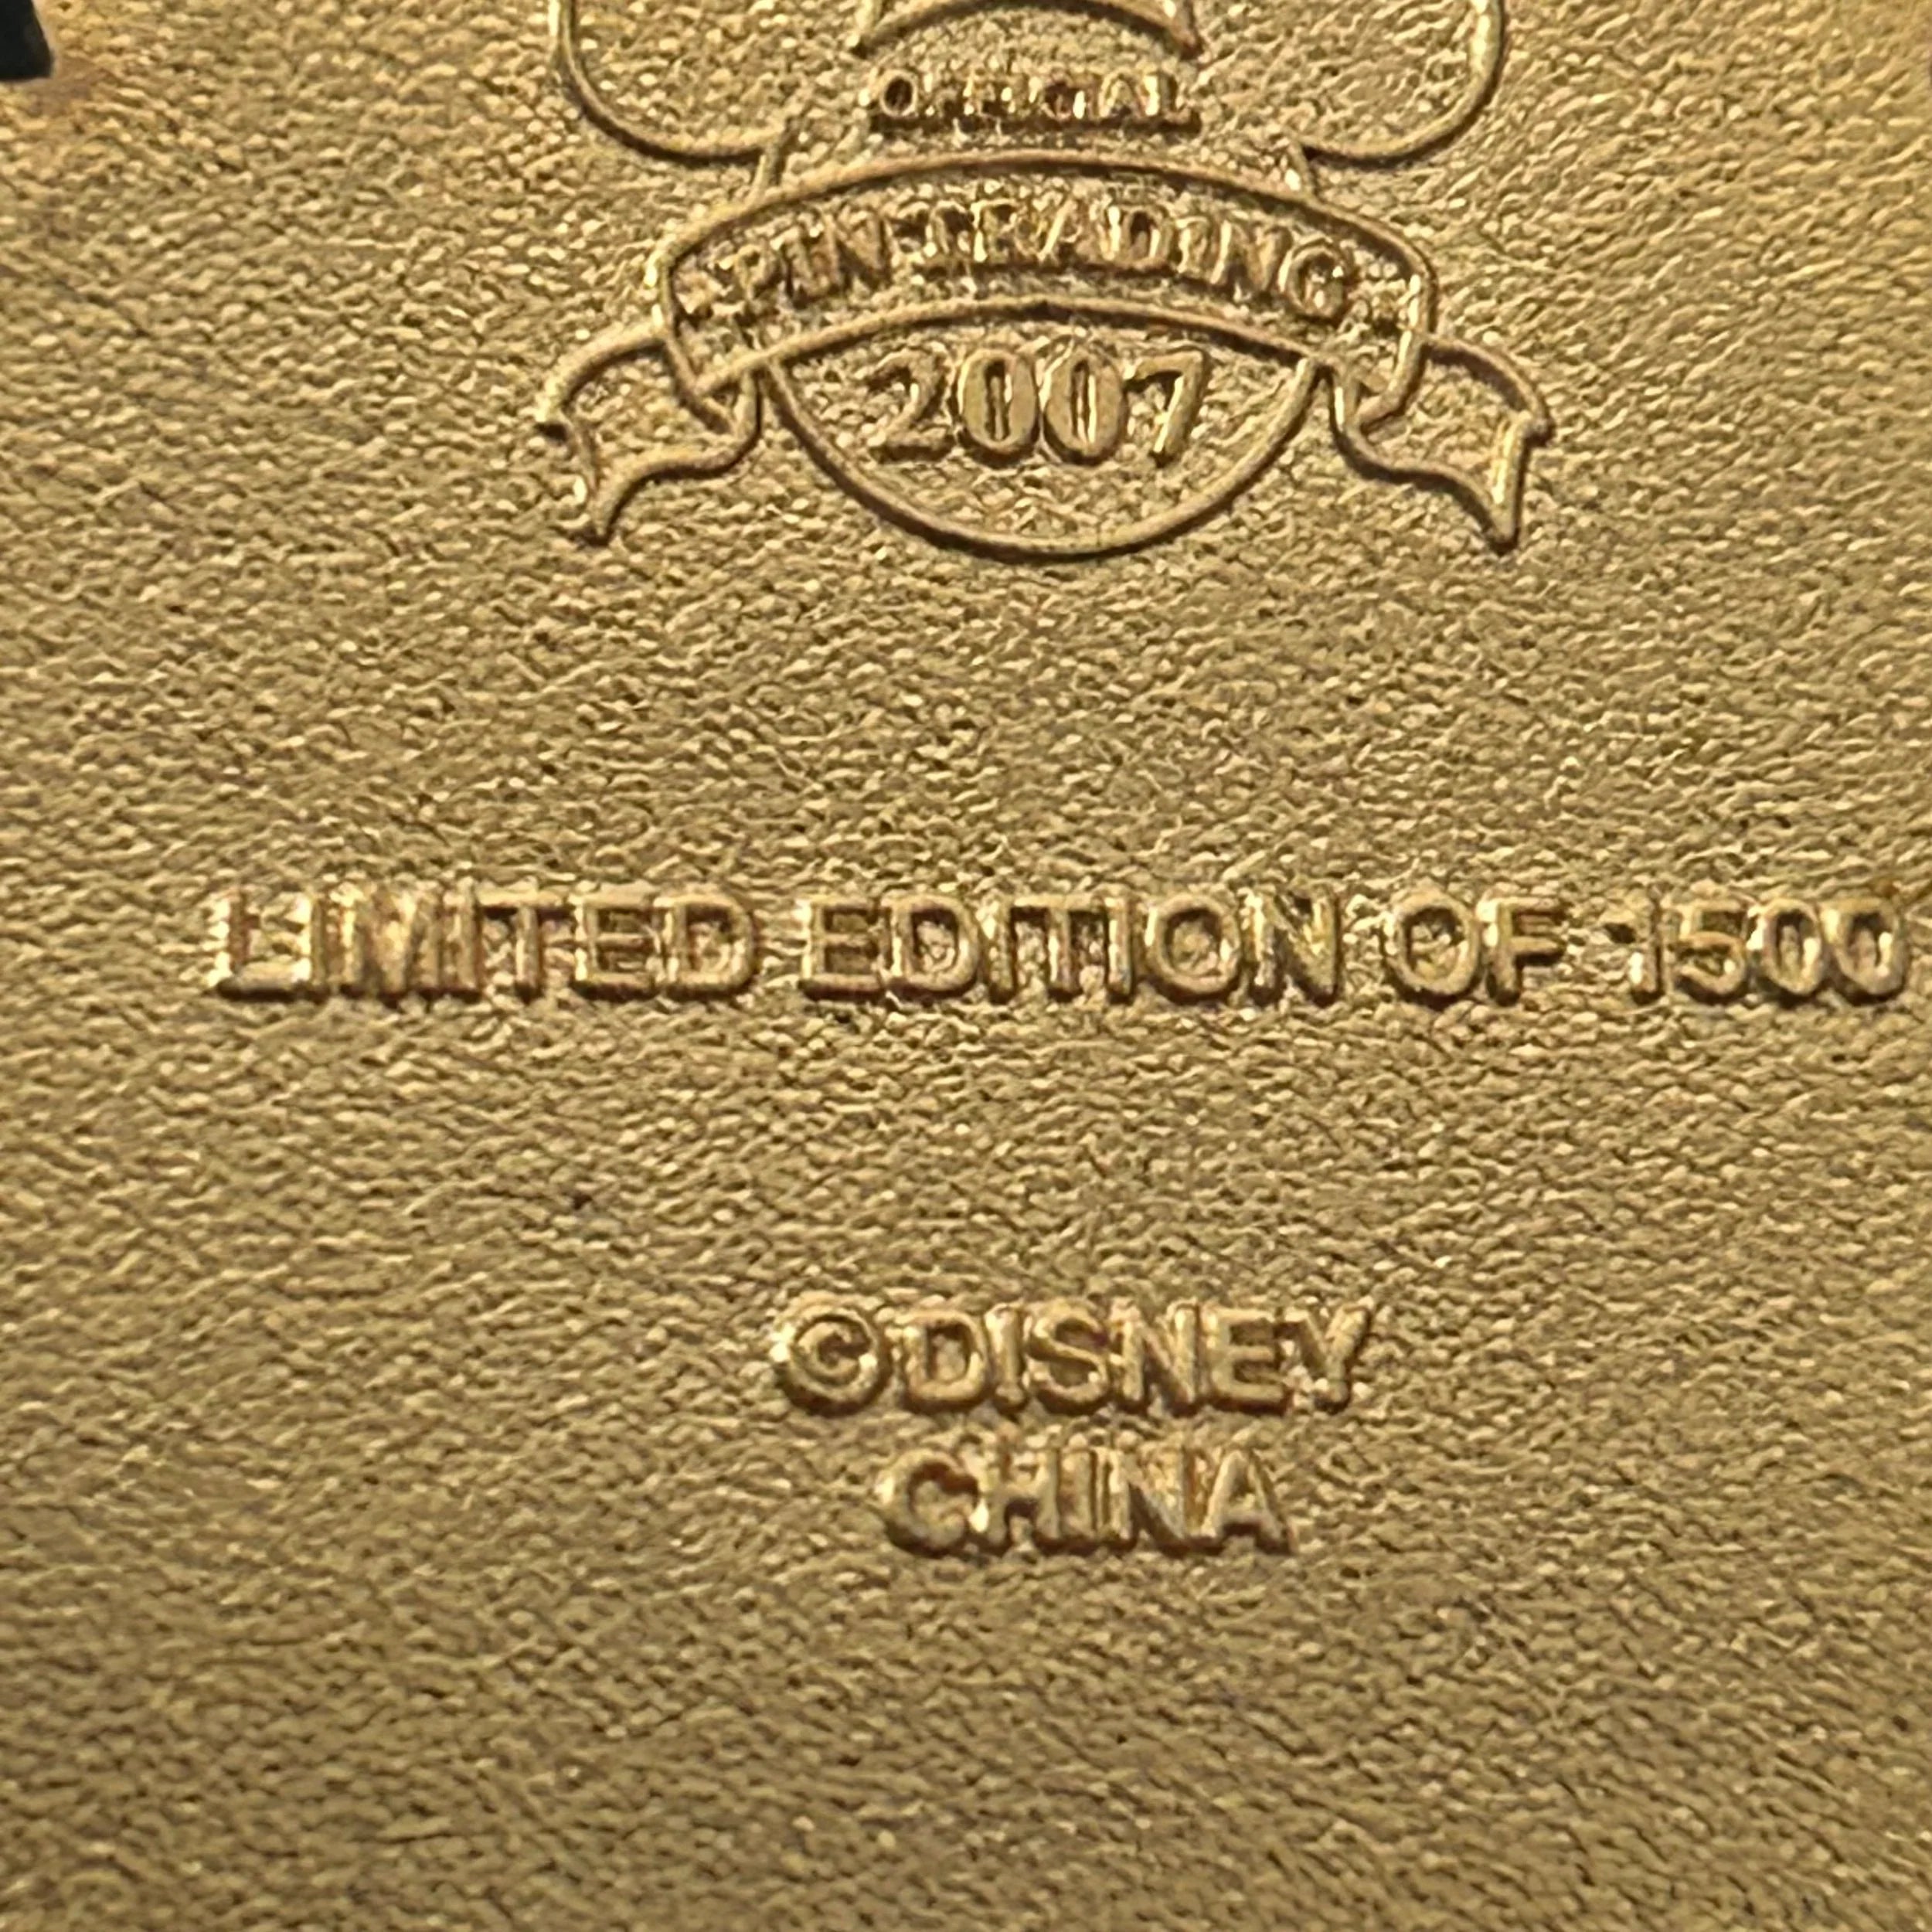 OFFICIAL
PIN TRADING
2007
LIMITED EDITION OF 1500
©DISNEY
CHINA